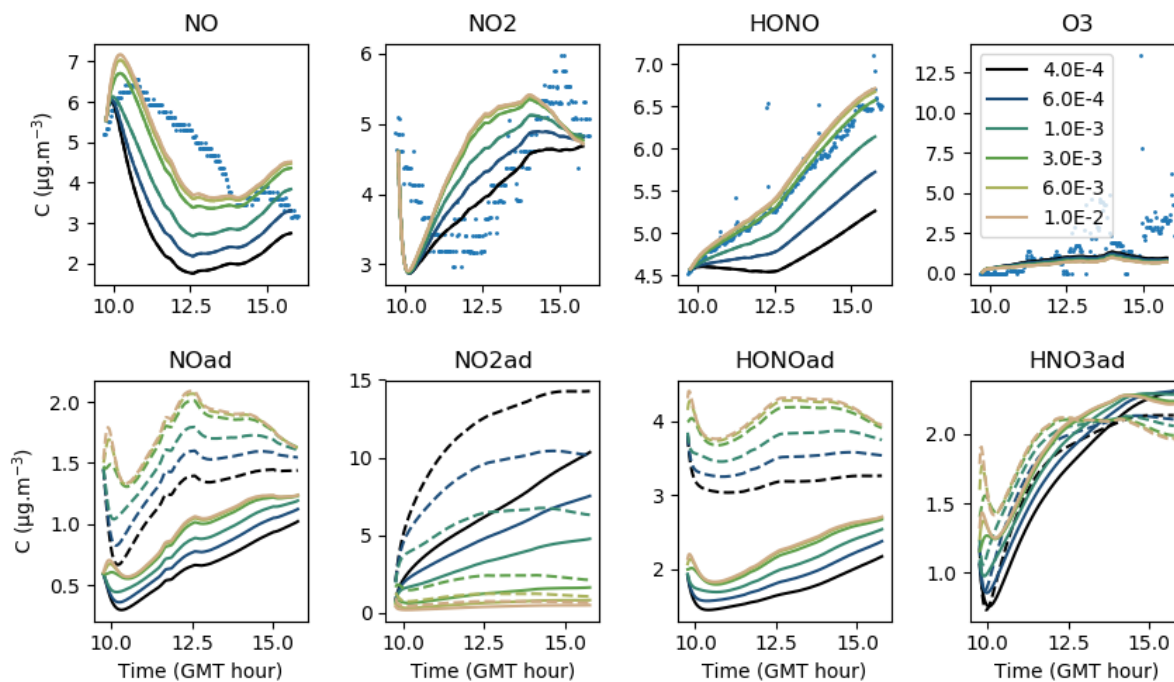 NO NO2 HONO O3
C (µg.m⁻³)
7
6
5
4
3
2
10.0 12.5 15.0
6
5
4
3
10.0 12.5 15.0
7.0
6.5
6.0
5.5
5.0
4.5
10.0 12.5 15.0
12.5
10.0
7.5
5.0
2.5
0.0
10.0 12.5 15.0
4.0E-4
6.0E-4
1.0E-3
3.0E-3
6.0E-3
1.0E-2
NOad NO2ad HONOad HNO3ad
C (µg.m⁻³)
2.0
1.5
1.0
0.5
10.0 12.5 15.0
Time (GMT hour)
15
10
5
0
10.0 12.5 15.0
Time (GMT hour)
4
3
2
10.0 12.5 15.0
Time (GMT hour)
2.0
1.5
1.0
10.0 12.5 15.0
Time (GMT hour)